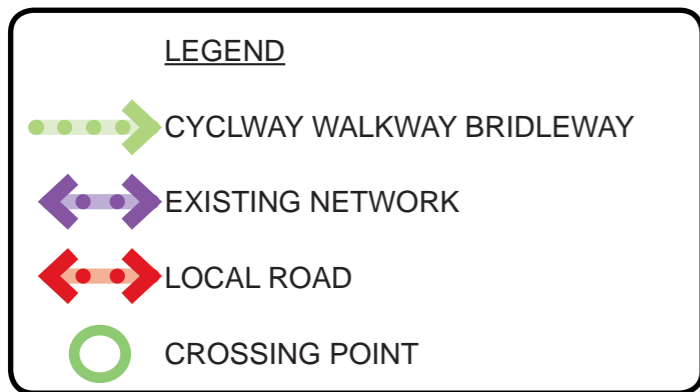 LEGEND
CYCLWAY WALKWAY BRIDLEWAY
EXISTING NETWORK
LOCAL ROAD
CROSSING POINT